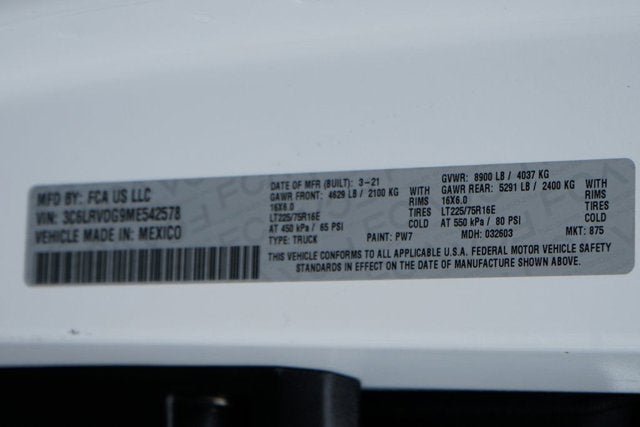 MFD BY: FCA US LLC
VIN: 3C6LRVDG9ME542578
VEHICLE MADE IN: MEXICO
DATE OF MFR (BUILT): 3-21
GAWR FRONT: 4629 LB / 2100 KG WITH
16X6.0 RIMS
LT225/75R16E TIRES
AT 450 kPa / 65 PSI COLD
TYPE: TRUCK PAINT: PW7
GVWR: 8900 LB / 4037 KG
GAWR REAR: 5291 LB / 2400 KG WITH
16X6.0 RIMS
LT225/75R16E TIRES
AT 550 kPa / 80 PSI COLD
MDH: 032603 MKT: 875
THIS VEHICLE CONFORMS TO ALL APPLICABLE U.S.A. FEDERAL MOTOR VEHICLE SAFETY
STANDARDS IN EFFECT ON THE DATE OF MANUFACTURE SHOWN ABOVE.